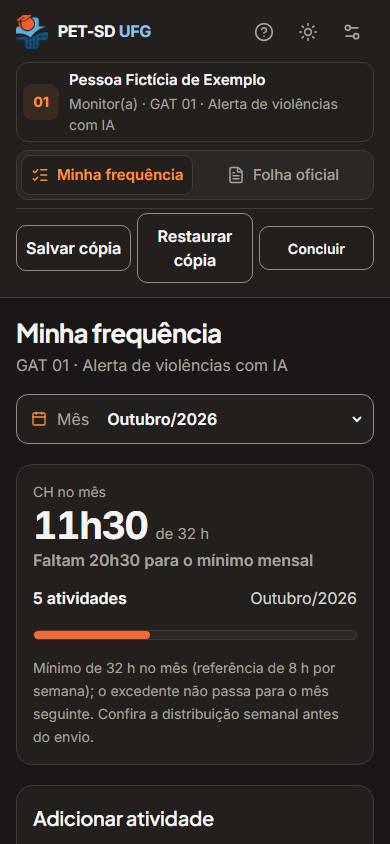 PET-SD UFG
01
Pessoa Fictícia de Exemplo
Monitor(a) · GAT 01 · Alerta de violências
com IA
Minha frequência
Folha oficial
Salvar cópia
Restaurar
cópia
Concluir
Minha frequência
GAT 01 · Alerta de violências com IA
Mês Outubro/2026
CH no mês
11h30 de 32 h
Faltam 20h30 para o mínimo mensal
5 atividades Outubro/2026
Mínimo de 32 h no mês (referência de 8 h por
semana); o excedente não passa para o mês
seguinte. Confira a distribuição semanal antes
do envio.
Adicionar atividade